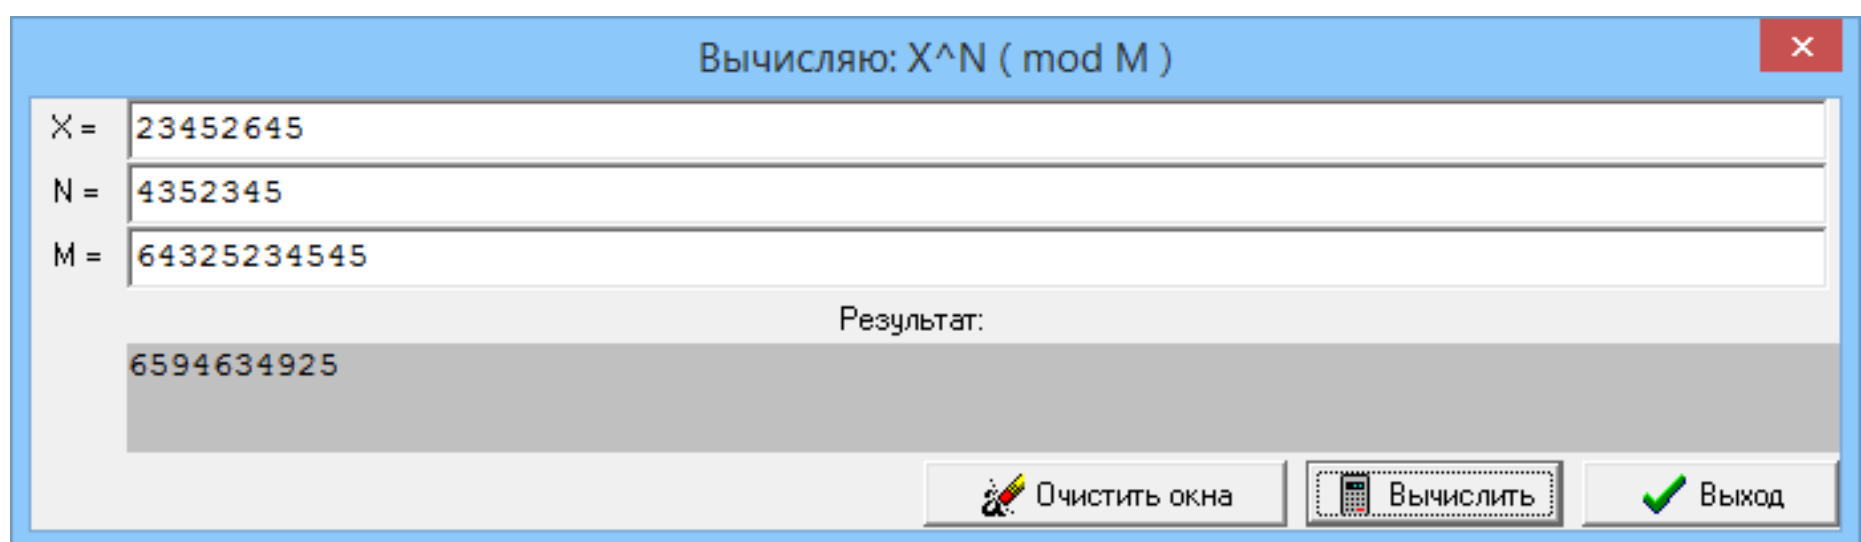 Вычисляю: X^N ( mod M )
X = 23452645
N = 4352345
M = 64325234545
Результат:
6594634925
Очистить окна Вычислить Выход